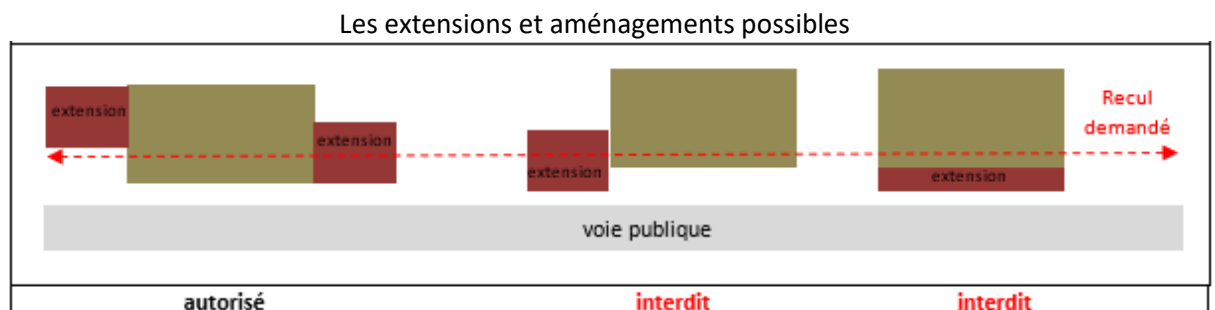 Les extensions et aménagements possibles
extension
extension
extension
extension
Recul
demandé
voie publique
autorisé
interdit
interdit